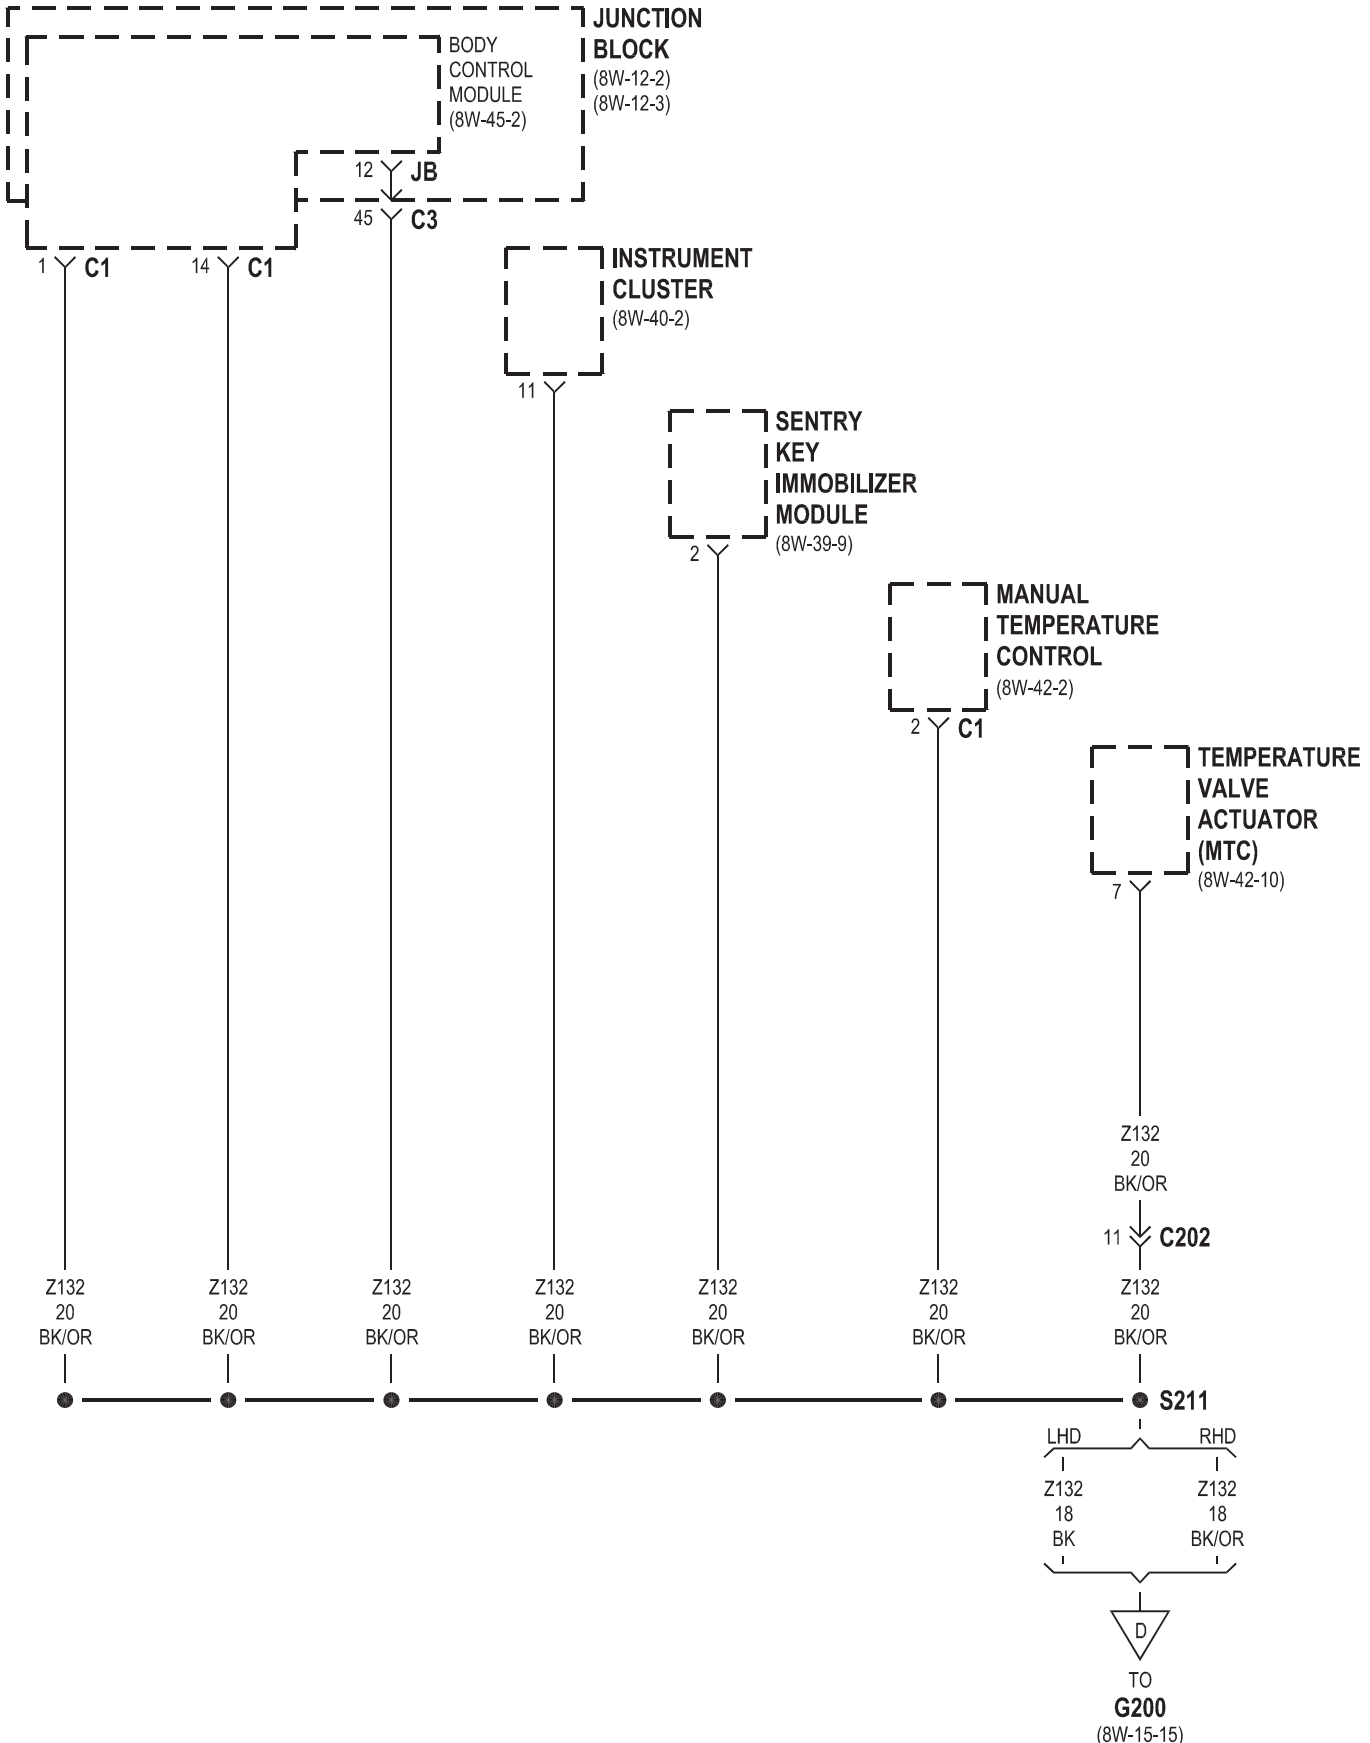 JUNCTION
BLOCK
(8W-12-2)
(8W-12-3)
BODY
CONTROL
MODULE
(8W-45-2)
12 JB
45 C3
1 C1
14 C1
INSTRUMENT
CLUSTER
(8W-40-2)
11
SENTRY
KEY
IMMOBILIZER
MODULE
(8W-39-9)
2
MANUAL
TEMPERATURE
CONTROL
(8W-42-2)
2 C1
TEMPERATURE
VALVE
ACTUATOR
(MTC)
(8W-42-10)
7
Z132
20
BK/OR
11 C202
Z132 Z132 Z132 Z132 Z132 Z132 Z132
20 20 20 20 20 20 20
BK/OR BK/OR BK/OR BK/OR BK/OR BK/OR BK/OR
S211
LHD RHD
Z132 Z132
18 18
BK BK/OR
D
TO
G200
(8W-15-15)